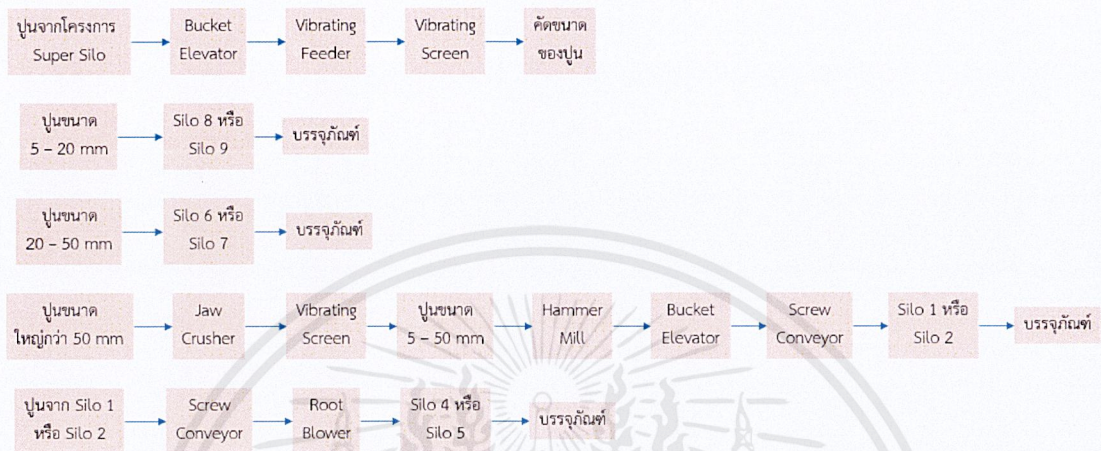 ปูนจากโครงการ
Super Silo
Bucket
Elevator
Vibrating
Feeder
Vibrating
Screen
คัดขนาด
ของปูน
ปูนขนาด
5 – 20 mm
Silo 8 หรือ
Silo 9
บรรจุภัณฑ์
ปูนขนาด
20 – 50 mm
Silo 6 หรือ
Silo 7
บรรจุภัณฑ์
ปูนขนาด
ใหญ่กว่า 50 mm
Jaw
Crusher
Vibrating
Screen
ปูนขนาด
5 – 50 mm
Hammer
Mill
Bucket
Elevator
Screw
Conveyor
Silo 1 หรือ
Silo 2
บรรจุภัณฑ์
ปูนจาก Silo 1
หรือ Silo 2
Screw
Conveyor
Root
Blower
Silo 4 หรือ
Silo 5
บรรจุภัณฑ์